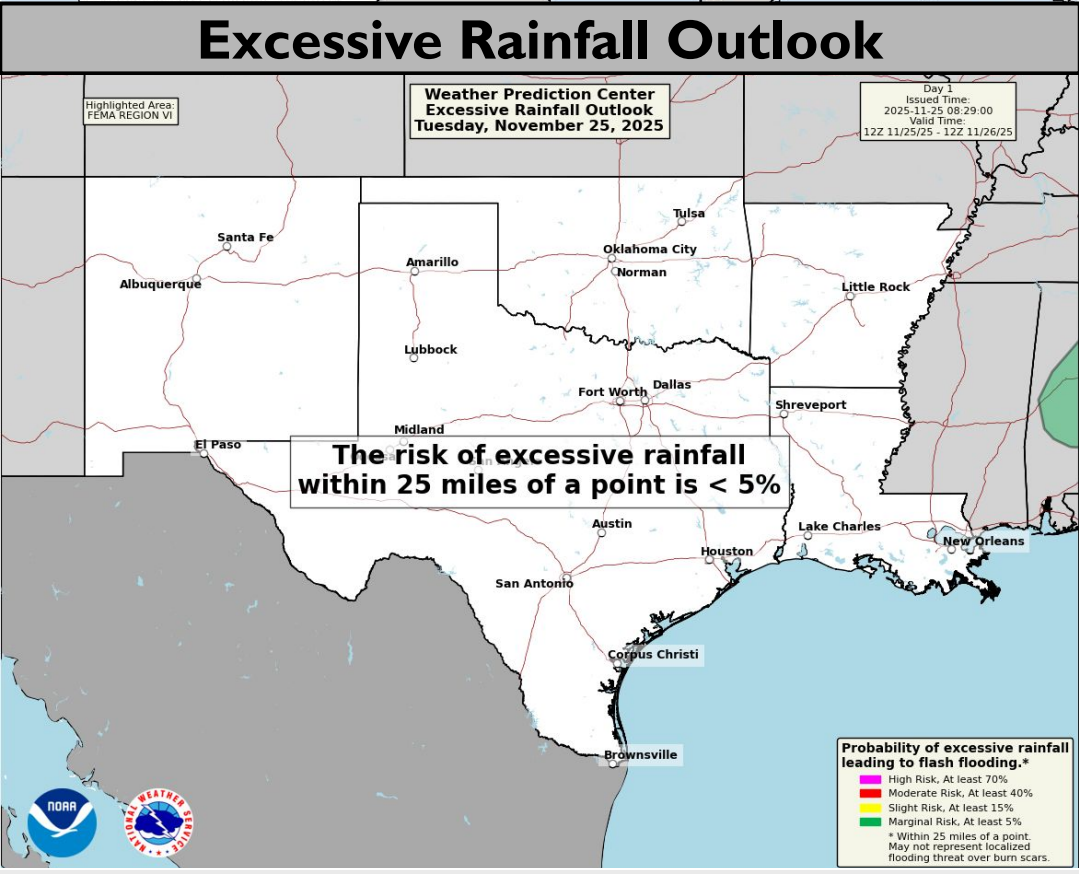 Excessive Rainfall Outlook
Highlighted Area:
FEMA REGION VI
Weather Prediction Center
Excessive Rainfall Outlook
Tuesday, November 25, 2025
Day 1
Issued Time:
2025-11-25 08:29:00
Valid Time:
12Z 11/25/25 - 12Z 11/26/25
Tulsa
Santa Fe
Oklahoma City
Amarillo
Norman
Albuquerque
Little Rock
Lubbock
Dallas
Fort Worth
Shreveport
Midland
El Paso
The risk of excessive rainfall
within 25 miles of a point is < 5%
Austin
Lake Charles
New Orleans
Houston
San Antonio
Corpus Christi
Brownsville
Probability of excessive rainfall
leading to flash flooding.*
High Risk, At least 70%
Moderate Risk, At least 40%
Slight Risk, At least 15%
Marginal Risk, At least 5%
* Within 25 miles of a point.
May not represent localized
flooding threat over burn scars.
NOAA
NATIONAL WEATHER SERVICE